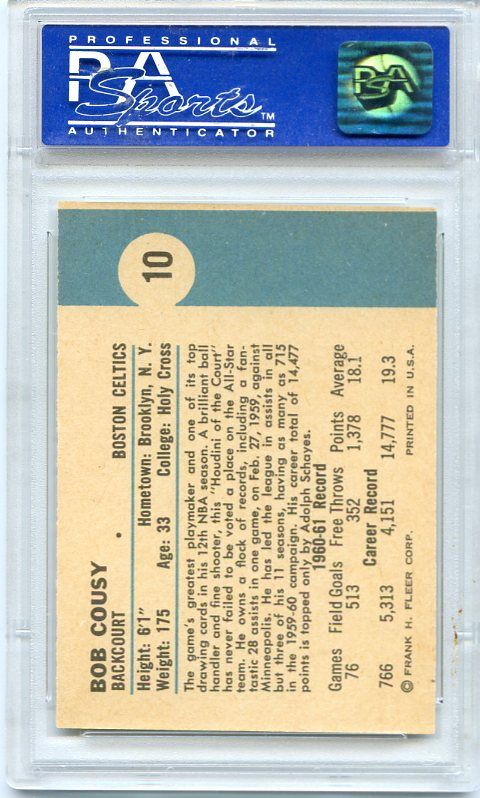 PROFESSIONAL
PSA
Sports™
AUTHENTICATOR
PSA
10
BOB COUSY • BOSTON CELTICS
BACKCOURT
Height: 6'1" Hometown: Brooklyn, N. Y.
Weight: 175 Age: 33 College: Holy Cross
The game's greatest playmaker and one of its top
drawing cards in his 12th NBA season. A brilliant ball
handler and fine shooter, this "Houdini of the Court"
has never failed to be voted a place on the All-Star
team. He owns a flock of records, including a fan-
tastic 28 assists in one game, on Feb. 27, 1959, against
Minneapolis. He has led the league in assists in all
but three of his 11 seasons, having as many as 715
in the 1959-60 campaign. His career total of 14,477
points is topped only by Adolph Schayes.
1960-61 Record
Games Field Goals Free Throws Points Average
76 513 352 1,378 18.1
Career Record
766 5,313 4,151 14,777 19.3
© FRANK H. FLEER CORP. PRINTED IN U.S.A.